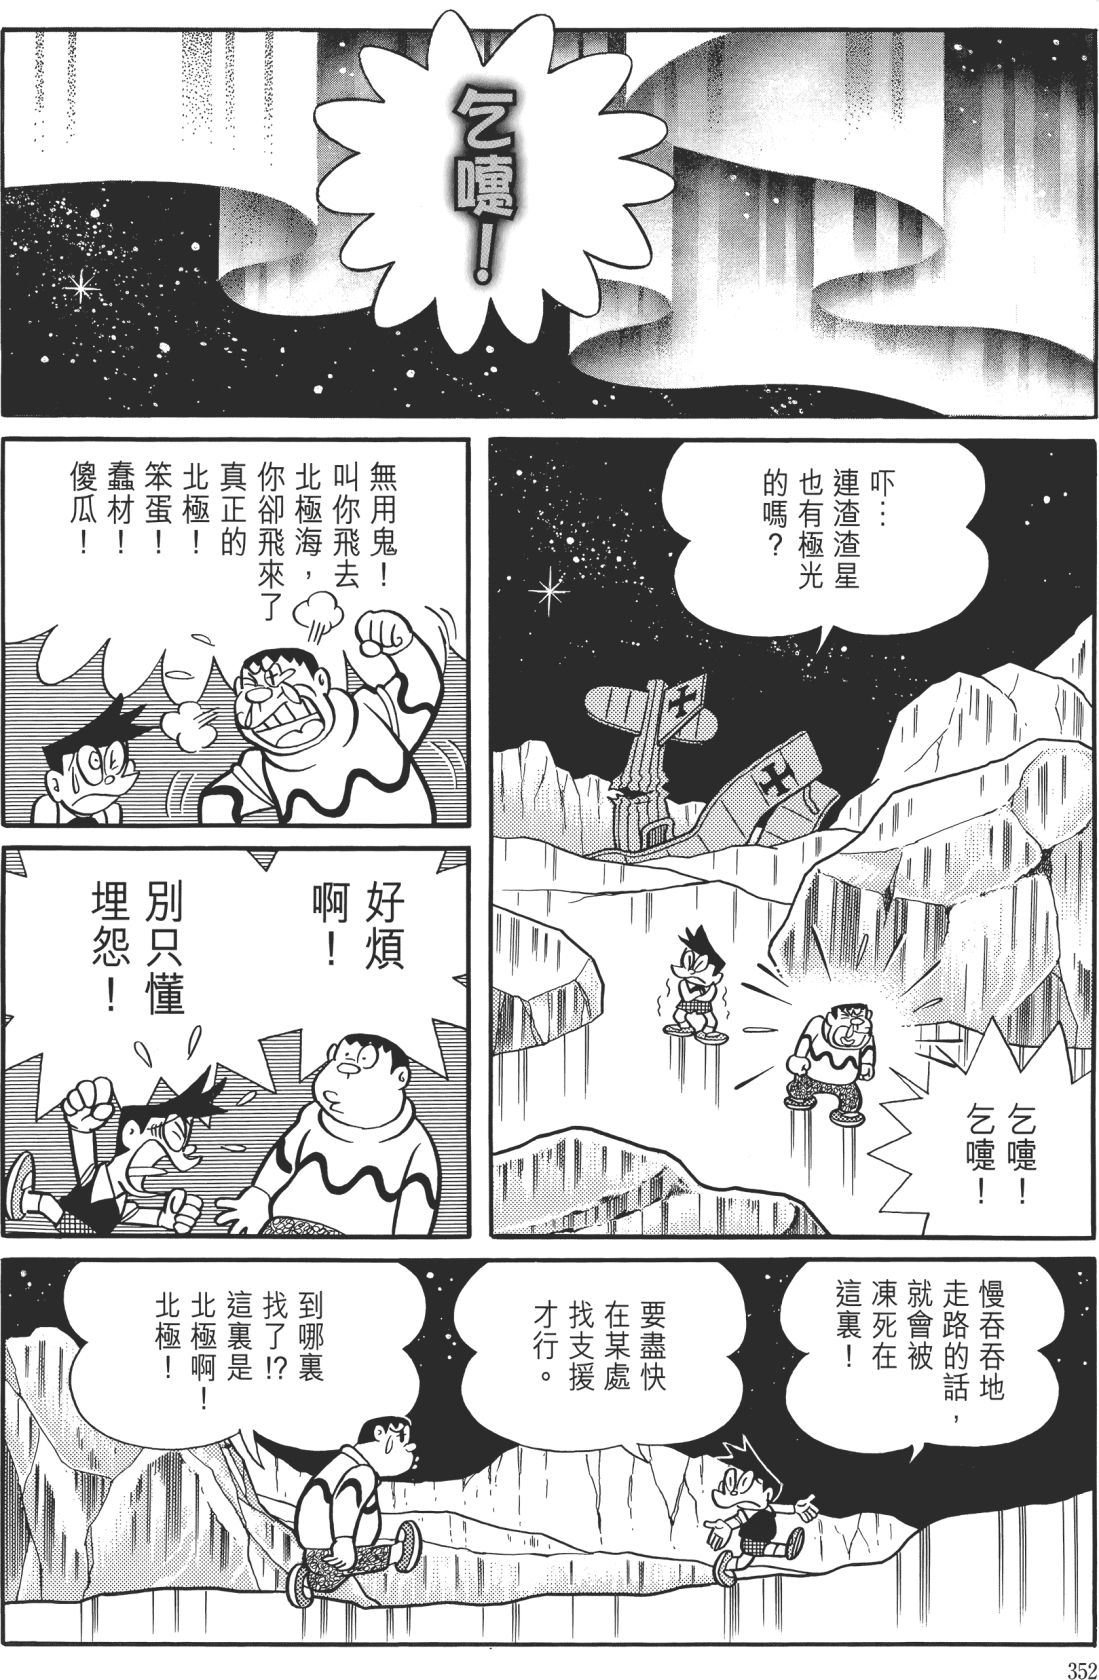 乞嚏！
吓…
連渣渣星
也有極光
的嗎？
乞嚏！
乞嚏！
無用鬼！
叫你飛去
北極海，
你卻飛來了
真正的
北極！
笨蛋！
蠢材！
傻瓜！
好煩
啊！
別只懂
埋怨！
慢吞吞地
走路的話，
就會被
凍死在
這裏！
要盡快
在某處
找支援
才行。
到哪裏
找了!?
這裏是
北極啊！
北極！
352